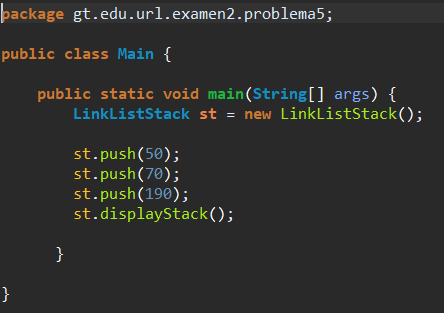 package gt.edu.url.examen2.problema5;
public class Main {
public static void main(String[] args) {
LinkListStack st = new LinkListStack();
st.push(50);
st.push(70);
st.push(190);
st.displayStack();
}
}